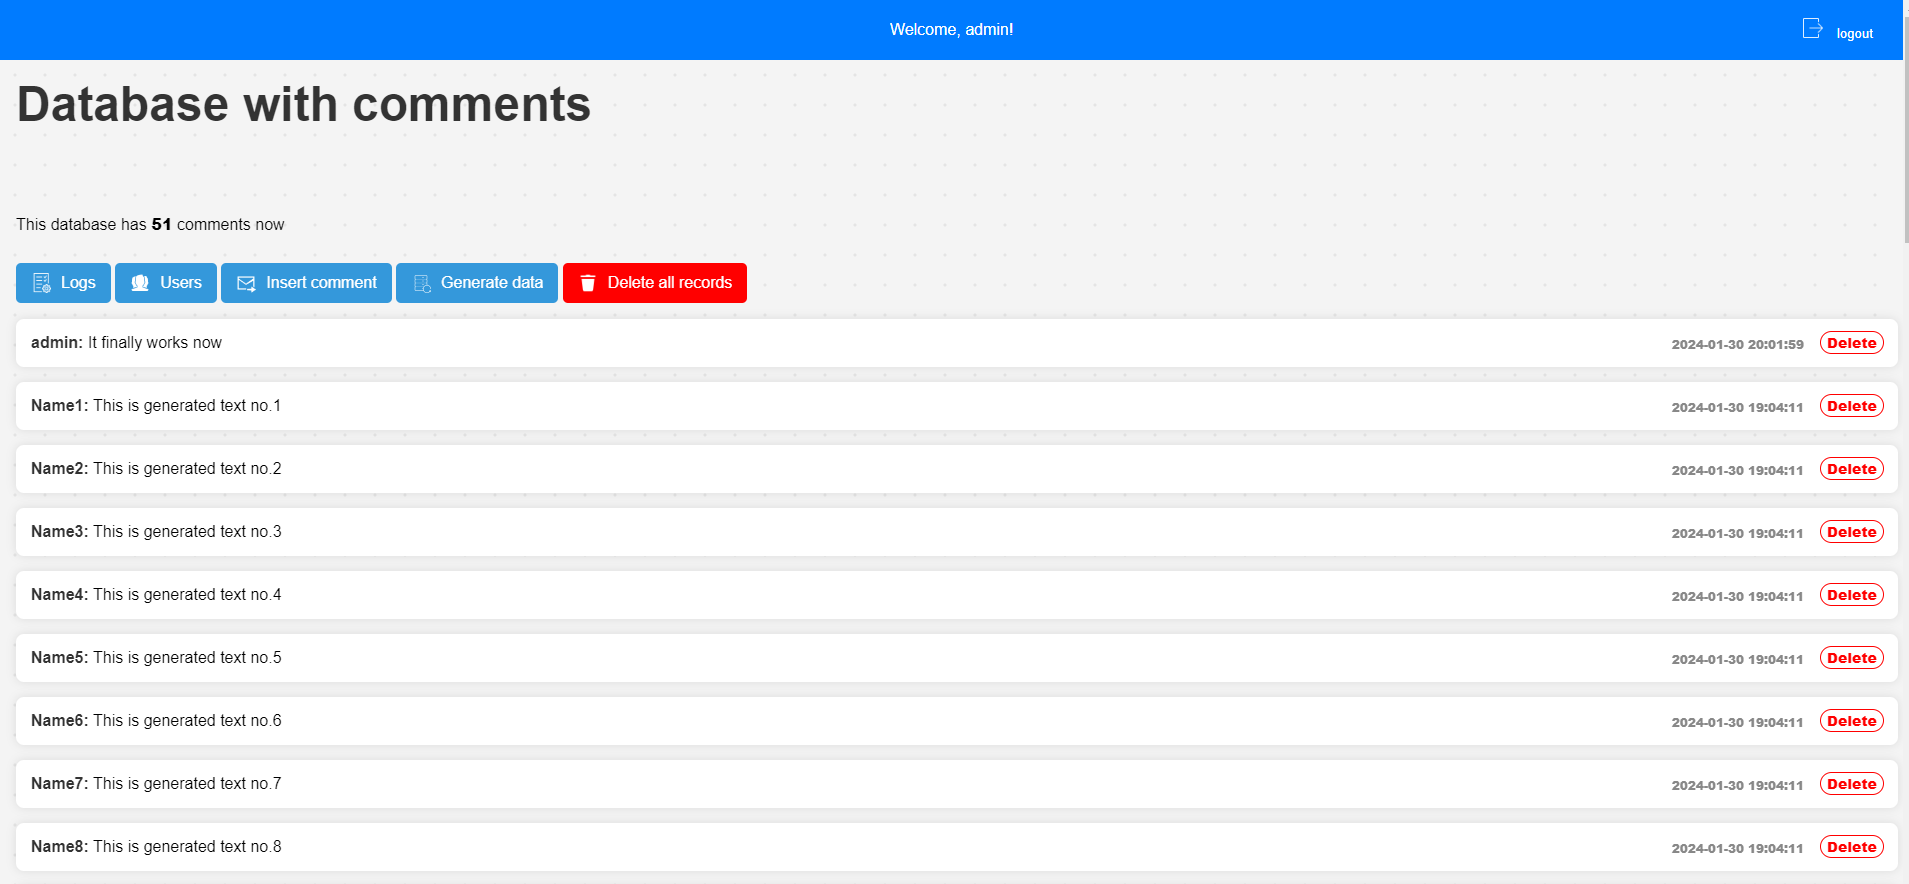 Welcome, admin!
logout
Database with comments
This database has 51 comments now
Logs Users Insert comment Generate data Delete all records
admin: It finally works now 2024-01-30 20:01:59 Delete
Name1: This is generated text no.1 2024-01-30 19:04:11 Delete
Name2: This is generated text no.2 2024-01-30 19:04:11 Delete
Name3: This is generated text no.3 2024-01-30 19:04:11 Delete
Name4: This is generated text no.4 2024-01-30 19:04:11 Delete
Name5: This is generated text no.5 2024-01-30 19:04:11 Delete
Name6: This is generated text no.6 2024-01-30 19:04:11 Delete
Name7: This is generated text no.7 2024-01-30 19:04:11 Delete
Name8: This is generated text no.8 2024-01-30 19:04:11 Delete